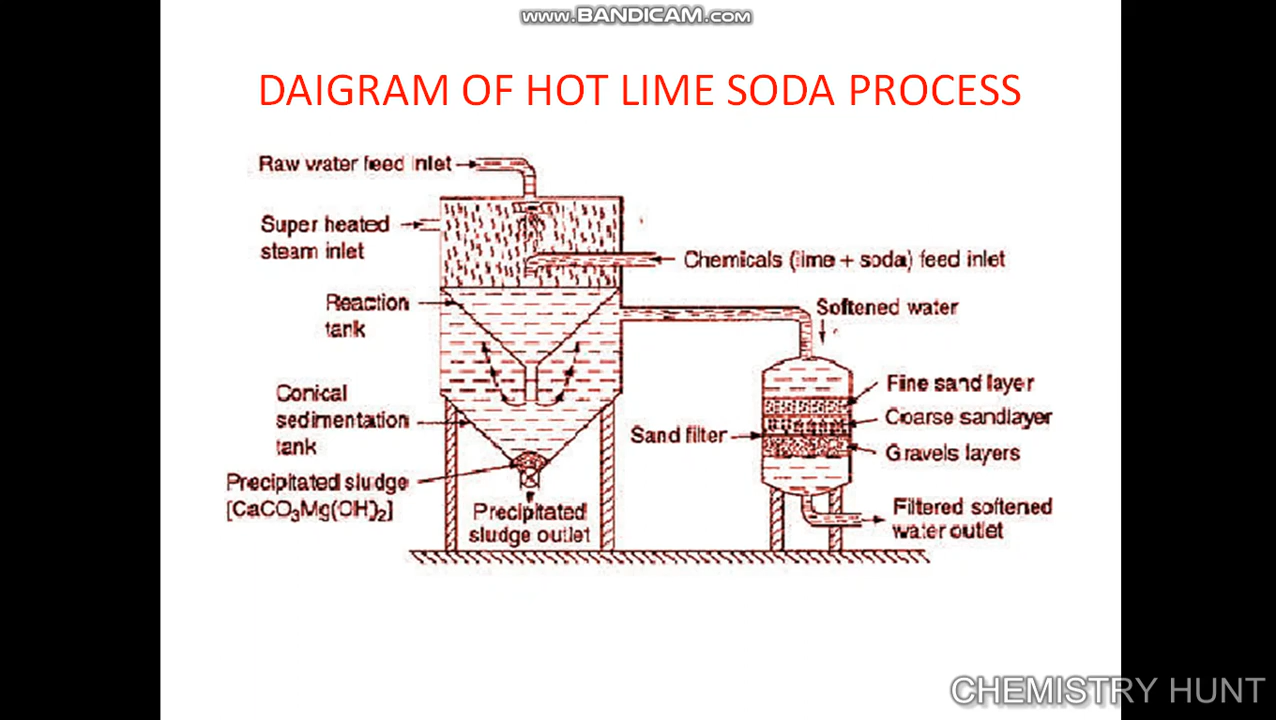 www.BANDICAM.com
DAIGRAM OF HOT LIME SODA PROCESS
Raw water feed inlet
Super heated
steam inlet
Chemicals (lime + soda) feed inlet
Reaction
tank
Softened water
Conical
sedimentation
tank
Fine sand layer
Coarse sandlayer
Sand filter
Gravels layers
Precipitated sludge
[CaCO₃Mg(OH)₂]
Precipitated
sludge outlet
Filtered softened
water outlet
CHEMISTRY HUNT